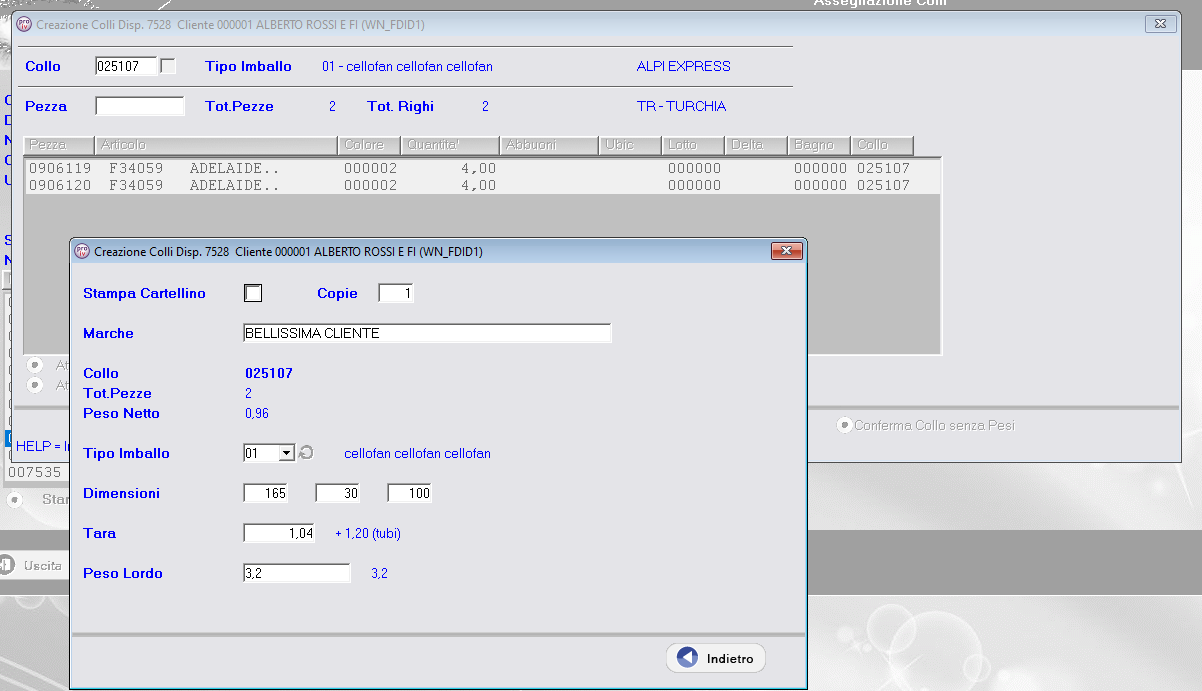 Assegnazione Colli
Creazione Colli Disp. 7528 Cliente 000001 ALBERTO ROSSI E FI (WN_FDID1)
Collo 025107 Tipo Imballo 01 - cellofan cellofan cellofan ALPI EXPRESS
Pezza Tot.Pezze 2 Tot. Righi 2 TR - TURCHIA
Pezza Articolo Colore Quantita' Abbuoni Ubic Lotto Delta Bagno Collo
0906119 F34059 ADELAIDE.. 000002 4,00 000000 000000 025107
0906120 F34059 ADELAIDE.. 000002 4,00 000000 000000 025107
Creazione Colli Disp. 7528 Cliente 000001 ALBERTO ROSSI E FI (WN_FDID1)
Stampa Cartellino Copie 1
Marche BELLISSIMA CLIENTE
Collo 025107
Tot.Pezze 2
Peso Netto 0,96
Tipo Imballo 01 cellofan cellofan cellofan
Dimensioni 165 30 100
Tara 1,04 + 1,20 (tubi)
Peso Lordo 3,2 3,2
Indietro
At
At
Conferma Collo senza Pesi
HELP = I
007535
Star
Uscita